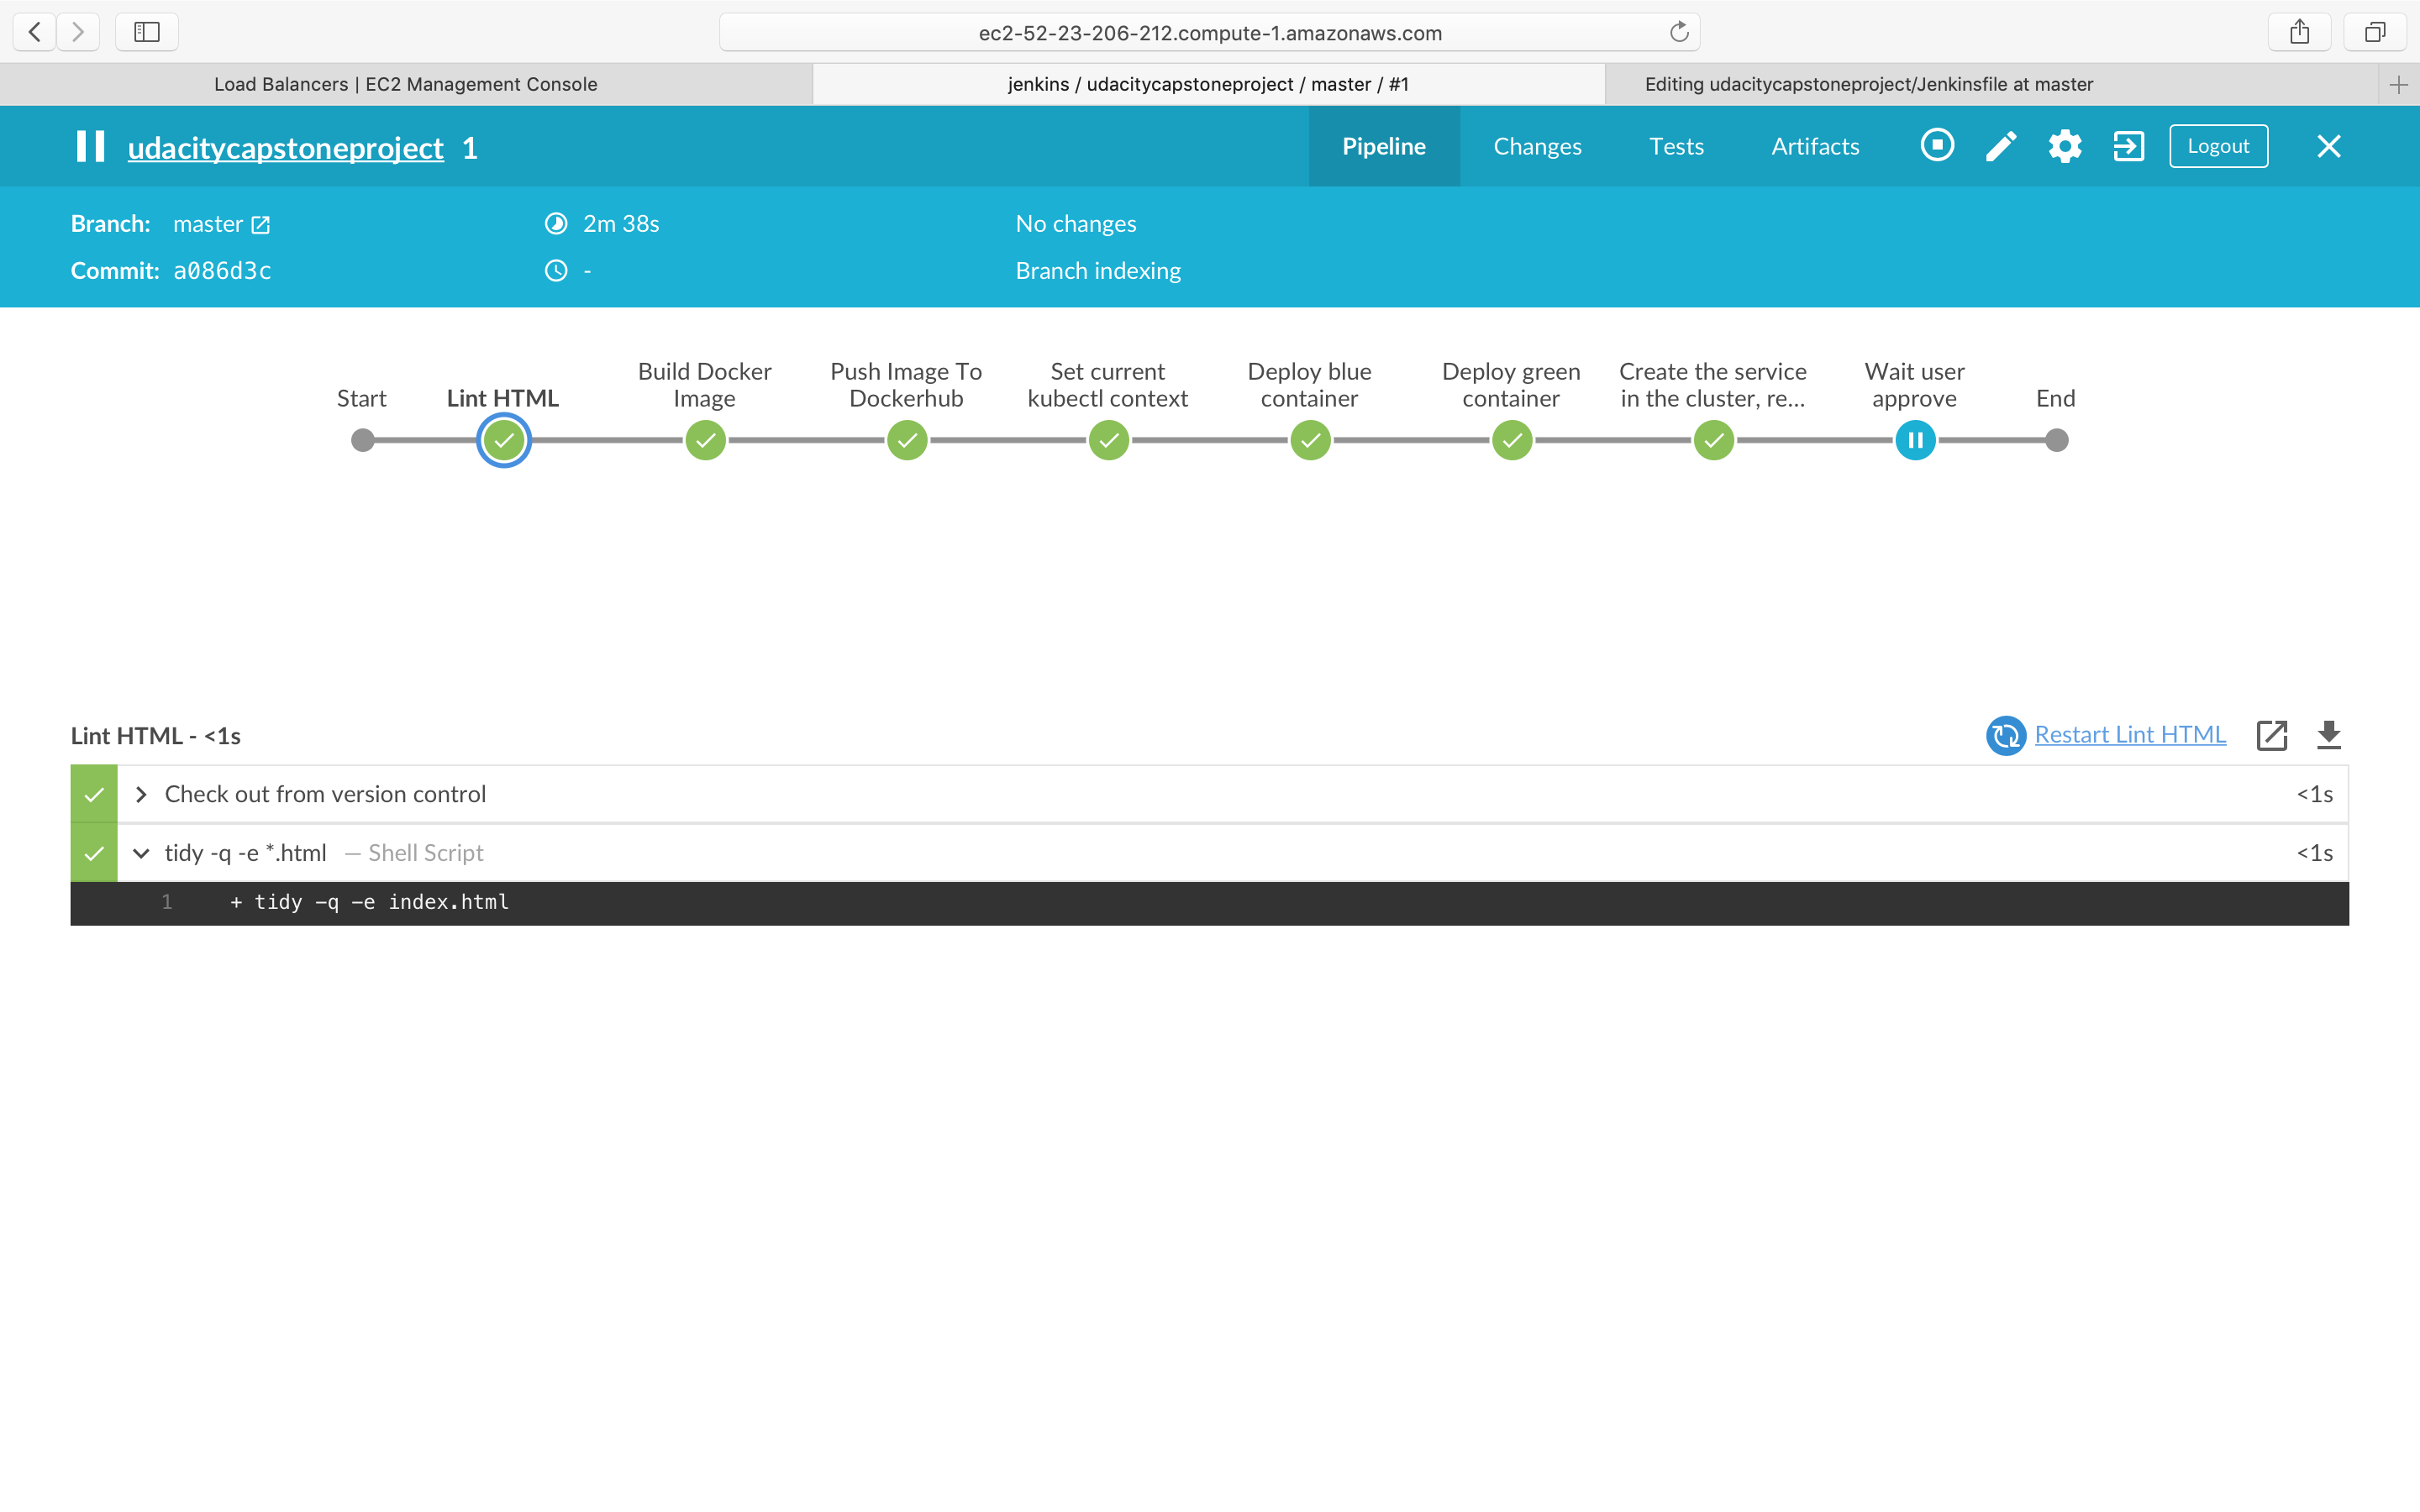 ec2-52-23-206-212.compute-1.amazonaws.com
Load Balancers | EC2 Management Console
jenkins / udacitycapstoneproject / master / #1
Editing udacitycapstoneproject/Jenkinsfile at master
udacitycapstoneproject 1
Pipeline
Changes
Tests
Artifacts
Logout
Branch: master
2m 38s
No changes
Commit: a086d3c
-
Branch indexing
Start
Lint HTML
Build Docker
Image
Push Image To
Dockerhub
Set current
kubectl context
Deploy blue
container
Deploy green
container
Create the service
in the cluster, re...
Wait user
approve
End
Lint HTML - <1s
Restart Lint HTML
Check out from version control
<1s
tidy -q -e *.html — Shell Script
<1s
1 + tidy -q -e index.html